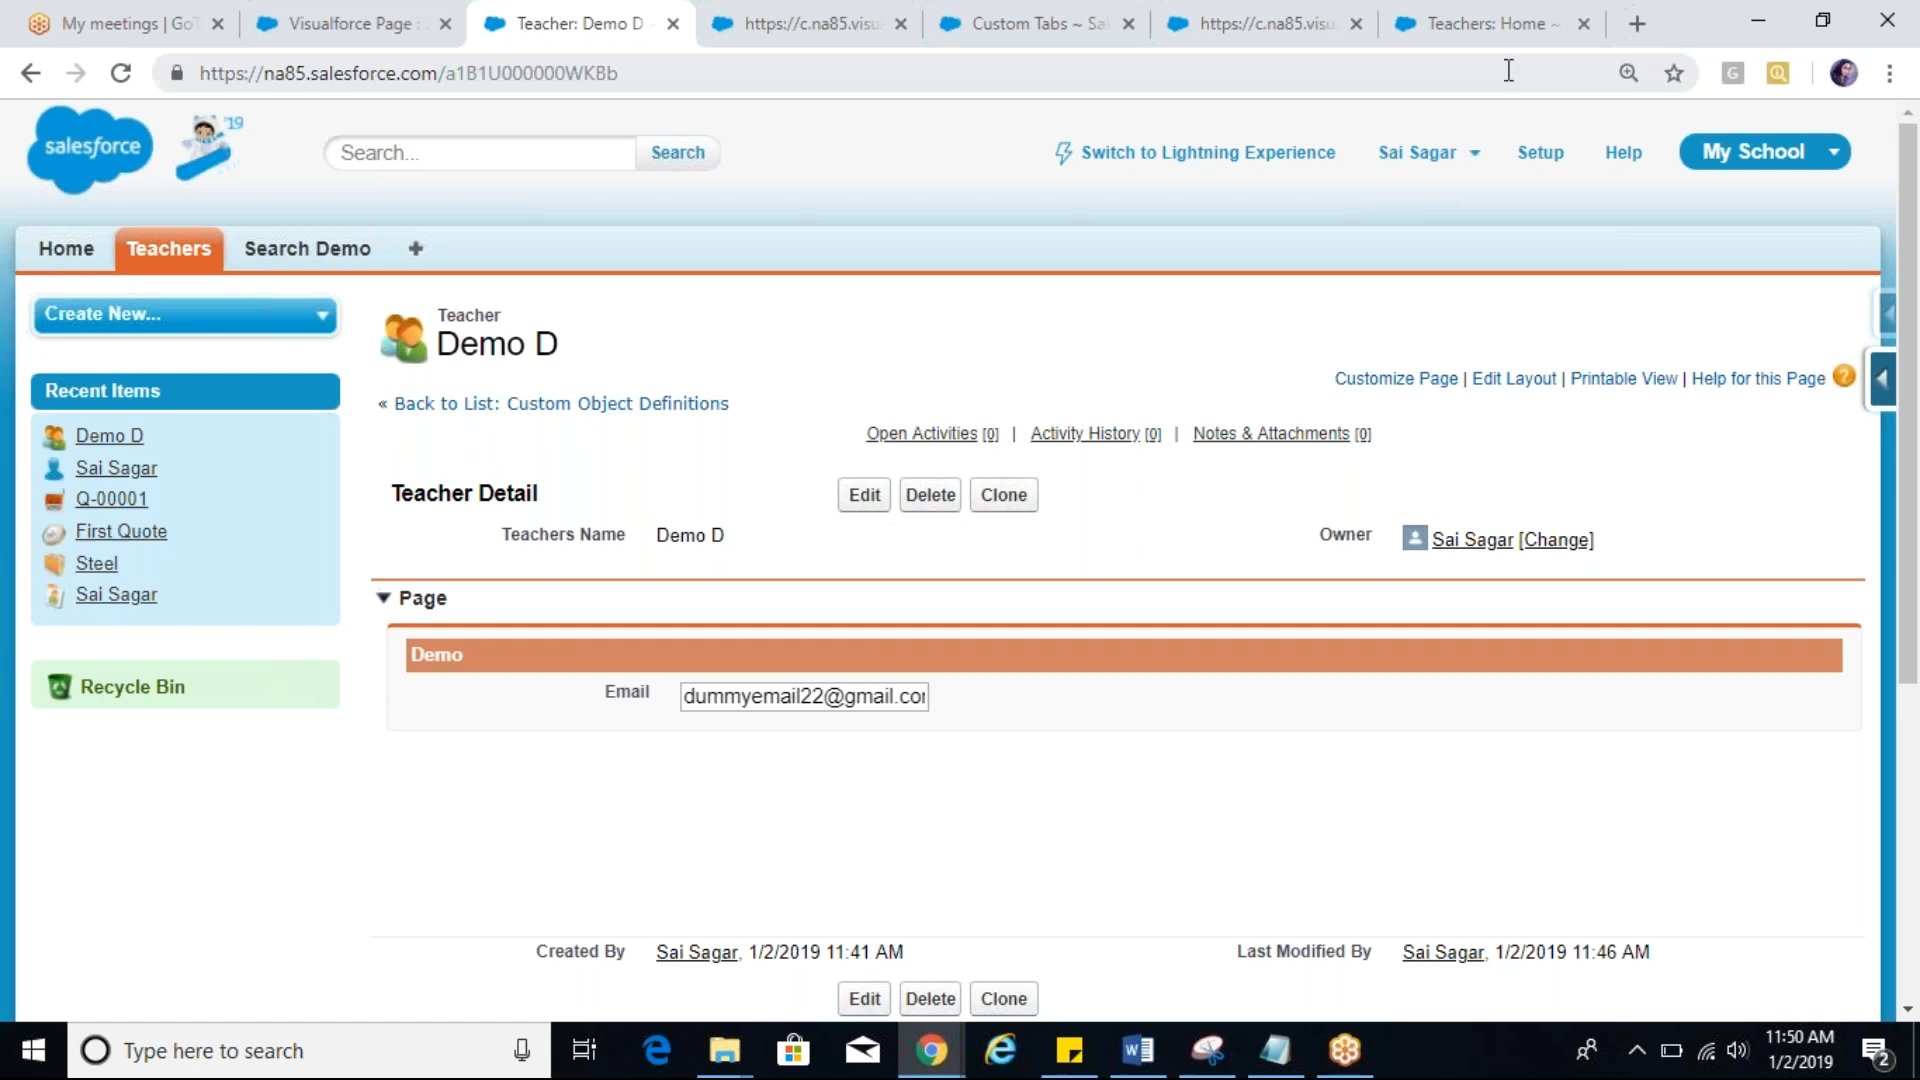 My meetings | GoT
Visualforce Page :
Teacher: Demo D
https://c.na85.visu
Custom Tabs ~ Sal
https://c.na85.visu
Teachers: Home ~
https://na85.salesforce.com/a1B1U000000WKBb
salesforce
'19
Search...
Search
Switch to Lightning Experience
Sai Sagar
Setup
Help
My School
Home
Teachers
Search Demo
Create New...
Recent Items
Demo D
Sai Sagar
Q-00001
First Quote
Steel
Sai Sagar
Recycle Bin
Teacher
Demo D
Customize Page | Edit Layout | Printable View | Help for this Page
« Back to List: Custom Object Definitions
Open Activities [0] | Activity History [0] | Notes & Attachments [0]
Teacher Detail
Edit Delete Clone
Teachers Name Demo D
Owner Sai Sagar [Change]
Page
Demo
Email dummyemail22@gmail.cor
Created By Sai Sagar, 1/2/2019 11:41 AM
Last Modified By Sai Sagar, 1/2/2019 11:46 AM
Edit Delete Clone
Type here to search
11:50 AM
1/2/2019
2